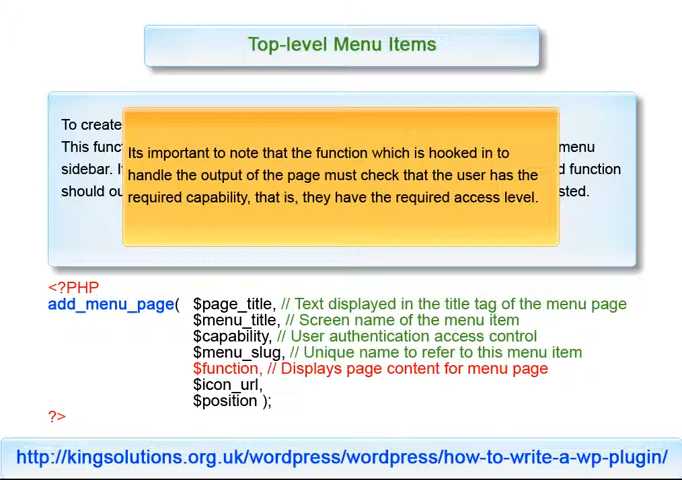 Top-level Menu Items
To create
This func menu
sidebar. I d function
should ou sted.
Its important to note that the function which is hooked in to
handle the output of the page must check that the user has the
required capability, that is, they have the required access level.
<?PHP
add_menu_page( $page_title, // Text displayed in the title tag of the menu page
$menu_title, // Screen name of the menu item
$capability, // User authentication access control
$menu_slug, // Unique name to refer to this menu item
$function, // Displays page content for menu page
$icon_url,
$position );
?>
http://kingsolutions.org.uk/wordpress/wordpress/how-to-write-a-wp-plugin/